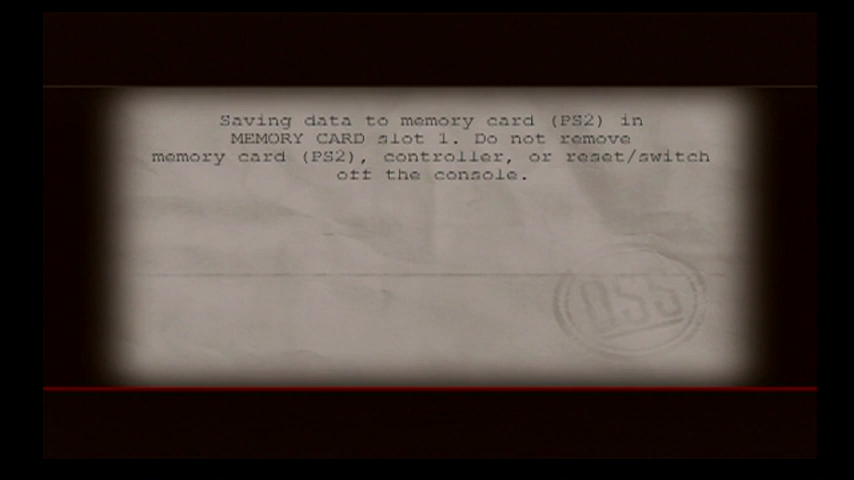 Saving data to memory card (PS2) in
MEMORY CARD slot 1. Do not remove
memory card (PS2), controller, or reset/switch
off the console.
OSS